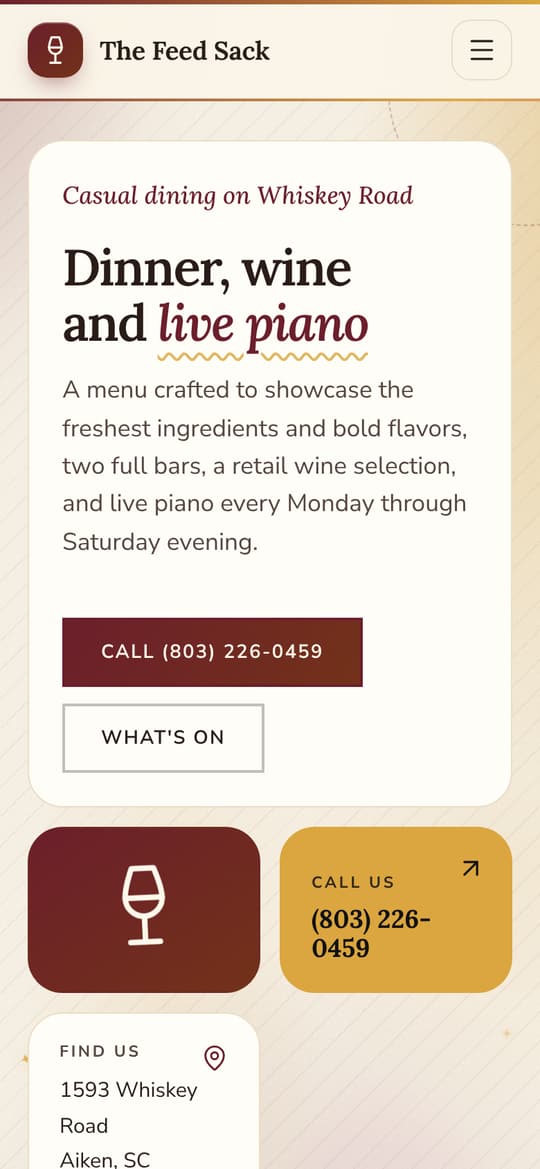 The Feed Sack
Casual dining on Whiskey Road
Dinner, wine
and live piano
A menu crafted to showcase the
freshest ingredients and bold flavors,
two full bars, a retail wine selection,
and live piano every Monday through
Saturday evening.
CALL (803) 226-0459
WHAT'S ON
CALL US
(803) 226-
0459
FIND US
1593 Whiskey
Road
Aiken, SC